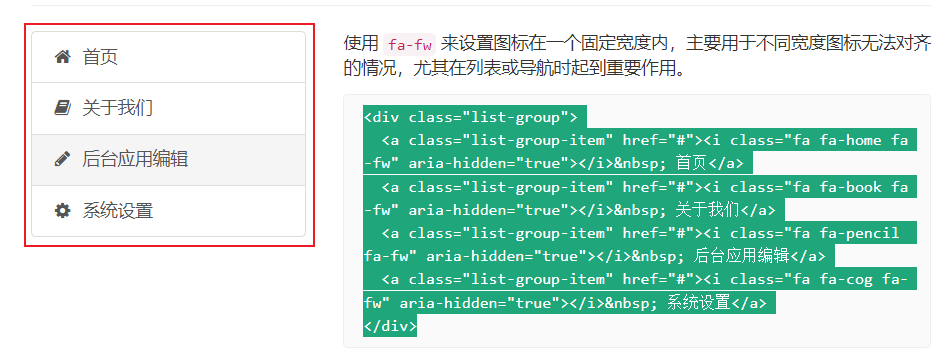 首页
关于我们
后台应用编辑
系统设置
使用 fa-fw 来设置图标在一个固定宽度内，主要用于不同宽度图标无法对齐
的情况，尤其在列表或导航时起到重要作用。
<div class="list-group">
  <a class="list-group-item" href="#"><i class="fa fa-home fa
-fw" aria-hidden="true"></i>&nbsp; 首页</a>
  <a class="list-group-item" href="#"><i class="fa fa-book fa
-fw" aria-hidden="true"></i>&nbsp; 关于我们</a>
  <a class="list-group-item" href="#"><i class="fa fa-pencil
fa-fw" aria-hidden="true"></i>&nbsp; 后台应用编辑</a>
  <a class="list-group-item" href="#"><i class="fa fa-cog fa-
fw" aria-hidden="true"></i>&nbsp; 系统设置</a>
</div>